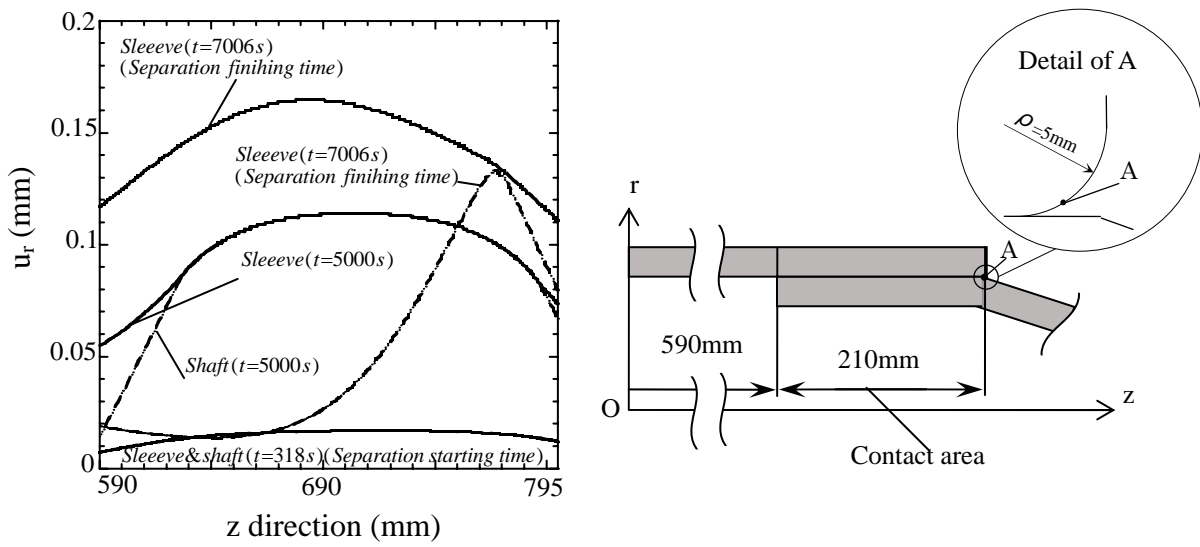 0.2
0.15
0.1
0.05
0
u_r (mm)
Sleeeve(t=7006s)
(Separation finihing time)
Sleeeve(t=7006s)
(Separation finihing time)
Sleeeve(t=5000s)
Shaft(t=5000s)
Sleeeve&shaft(t=318s)(Separation starting time)
590
690
795
z direction (mm)
Detail of A
ρ=5mm
A
r
A
590mm
210mm
O
z
Contact area